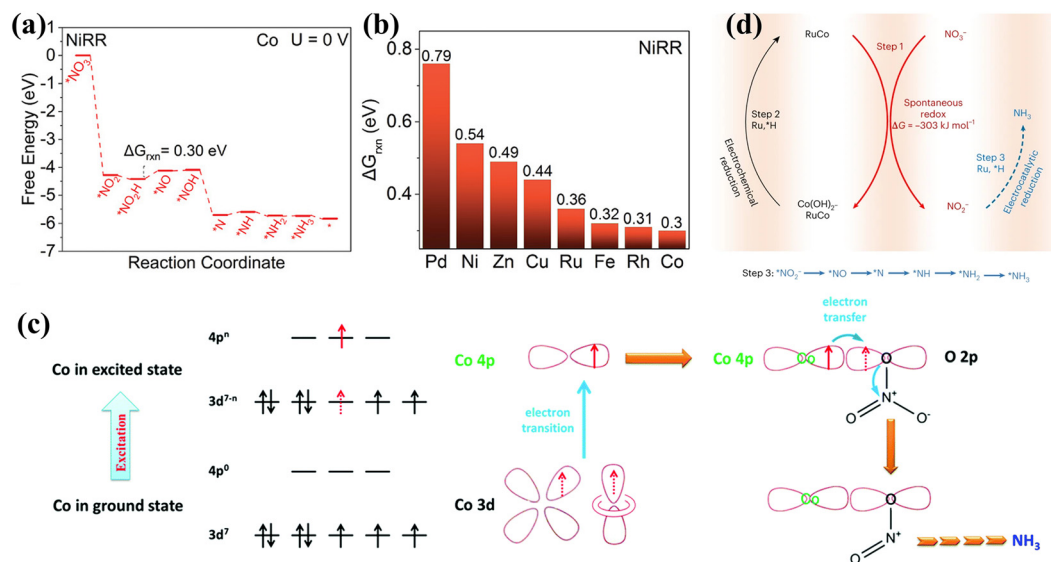 (a)
NiRR
Co
U = 0 V
Free Energy (eV)
0
-1
-2
-3
-4
-5
-6
-7
*NO₃
*NO₂
*NO₂H
*NO
*NOH
*N
*NH
*NH₂
*NH₃
*
ΔGrxn = 0.30 eV
Reaction Coordinate
(b)
NiRR
ΔGrxn (eV)
0.8
0.6
0.4
0.79
0.54
0.49
0.44
0.36
0.32
0.31
0.3
Pd Ni Zn Cu Ru Fe Rh Co
(d)
RuCo
Step 1
NO₃⁻
Step 2
Ru,*H
Electrochemical
reduction
Spontaneous
redox
ΔG = −303 kJ mol⁻¹
NH₃
Step 3
Ru, *H
Electrocatalytic
reduction
Co(OH)₂-
RuCo
NO₂⁻
Step 3: *NO₂⁻ *NO *N *NH *NH₂ *NH₃
(c)
4pⁿ
Co in excited state
3d⁷⁻ⁿ
Excitation
4p⁰
Co in ground state
3d⁷
Co 4p
electron
transition
Co 3d
electron
transfer
Co 4p
Co
O
O 2p
N⁺
O
O⁻
Co
O
N⁺
O
NH₃